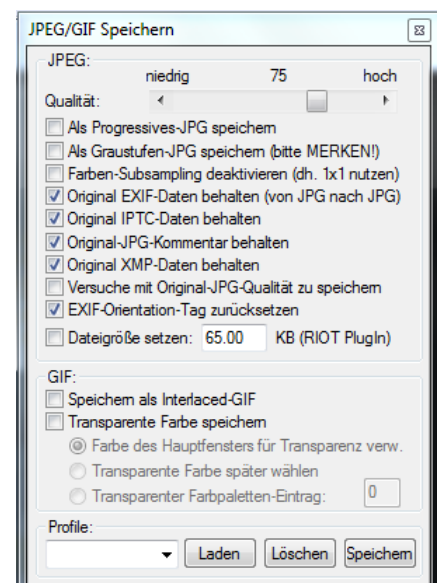 JPEG/GIF Speichern
JPEG:
niedrig 75 hoch
Qualität:
Als Progressives-JPG speichern
Als Graustufen-JPG speichern (bitte MERKEN!)
Farben-Subsampling deaktivieren (dh. 1x1 nutzen)
Original EXIF-Daten behalten (von JPG nach JPG)
Original IPTC-Daten behalten
Original-JPG-Kommentar behalten
Original XMP-Daten behalten
Versuche mit Original-JPG-Qualität zu speichern
EXIF-Orientation-Tag zurücksetzen
Dateigröße setzen: 65.00 KB (RIOT PlugIn)
GIF:
Speichern als Interlaced-GIF
Transparente Farbe speichern
Farbe des Hauptfensters für Transparenz verw.
Transparente Farbe später wählen
Transparenter Farbpaletten-Eintrag: 0
Profile:
Laden Löschen Speichern